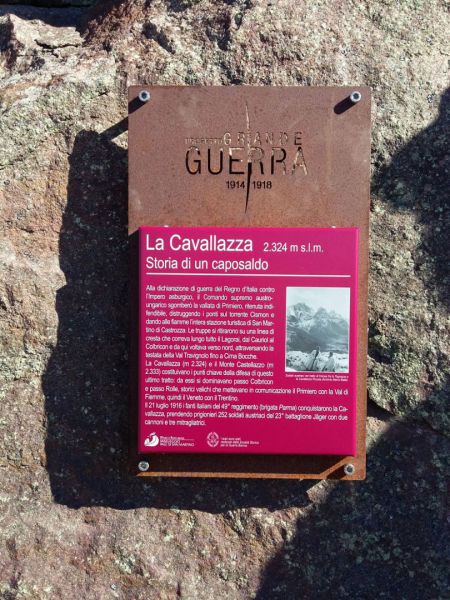 GRANDE
GUERRA
1914 1918
La Cavallazza 2.324 m s.l.m.
Storia di un caposaldo
Alla dichiarazione di guerra del Regno d'Italia contro
l'Impero asburgico, il Comando supremo austro-
ungarico sgomberò la vallata di Primiero, ritenuta indi-
fendibile, distruggendo i ponti sul torrente Cismon e
dando alle fiamme l'intera stazione turistica di San Mar-
tino di Castrozza. Le truppe si ritirarono su una linea di
cresta che correva lungo tutto il Lagorai, dal Cauriol al
Colbricon e da qui voltava verso nord, attraversando la
testata della Val Travignolo fino a Cima Bocche.
La Cavallazza (m 2.324) e il Monte Castellazzo (m
2.333) costituivano i punti chiave della difesa di questo
ultimo tratto: da essi si dominavano passo Colbricon
e passo Rolle, storici valichi che mettevano in comunicazione il Primiero con la Val di
Fiemme, quindi il Veneto con il Trentino.
Il 21 luglio 1916 i fanti italiani del 49° reggimento (brigata Parma) conquistarono la Ca-
vallazza, prendendo prigionieri 252 soldati austriaci del 23° battaglione Jäger con due
cannoni e tre mitragliatrici.